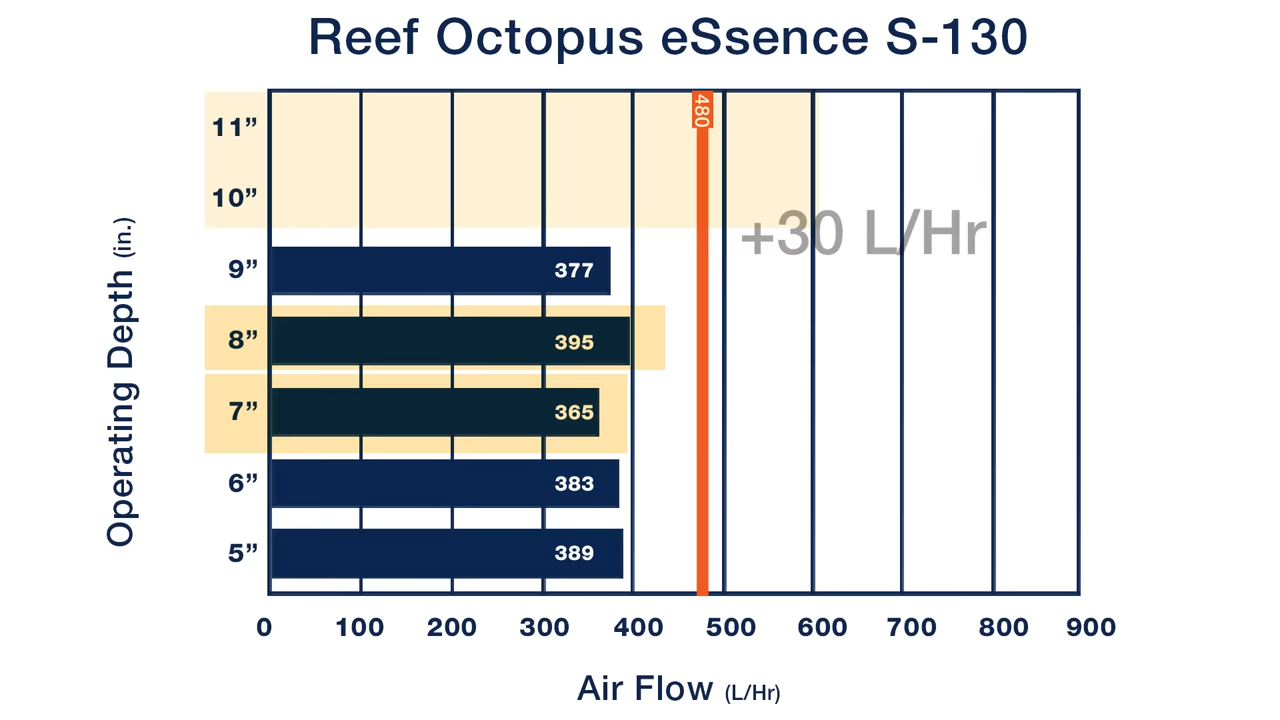 Reef Octopus eSsence S-130
480
11”
10”
+30 L/Hr
9”
377
8”
395
7”
365
6”
383
5”
389
Operating Depth (in.)
0 100 200 300 400 500 600 700 800 900
Air Flow (L/Hr)